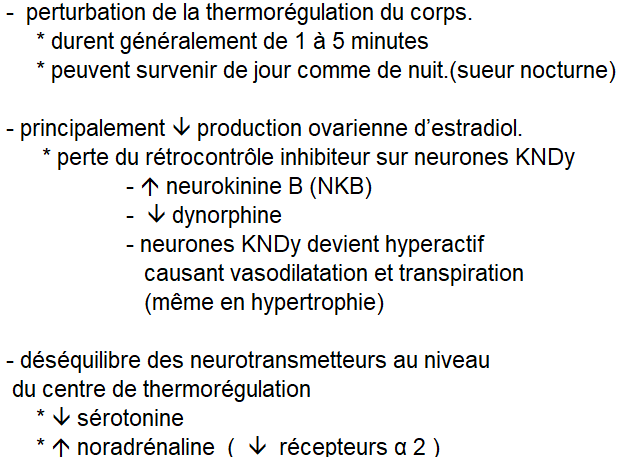 - perturbation de la thermorégulation du corps.
* durent généralement de 1 à 5 minutes
* peuvent survenir de jour comme de nuit.(sueur nocturne)
- principalement ↓ production ovarienne d’estradiol.
* perte du rétrocontrôle inhibiteur sur neurones KNDy
- ↑ neurokinine B (NKB)
- ↓ dynorphine
- neurones KNDy devient hyperactif
causant vasodilatation et transpiration
(même en hypertrophie)
- déséquilibre des neurotransmetteurs au niveau
du centre de thermorégulation
* ↓ sérotonine
* ↑ noradrénaline ( ↓ récepteurs α 2 )